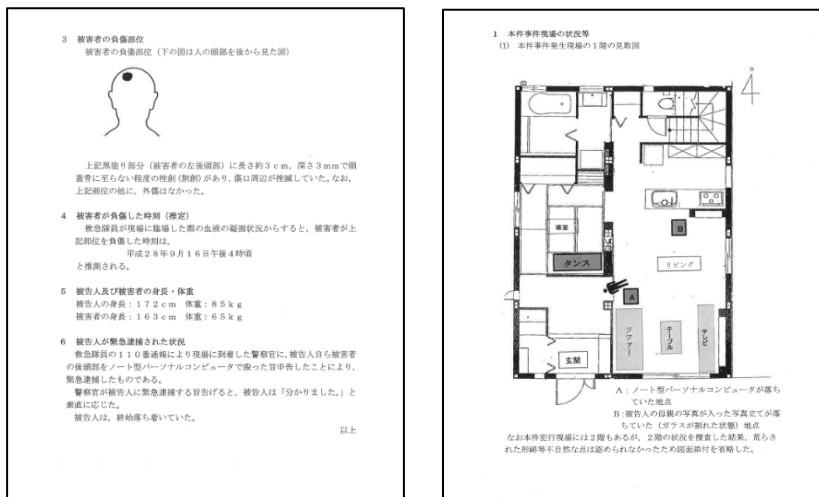 3 被害者の負傷部位
被害者の負傷部位（下の図は人の頭部を後から見た図）
上記黒塗り部分（被害者の左後頭部）に長さ約3cm，深さ3mmで頭
蓋骨に至らない程度の挫創（割創）があり，傷口周辺が挫滅していた。なお，
上記部位の他に，外傷はなかった。
4 被害者が負傷した時刻（推定）
救急隊員が現場に臨場した際の血液の凝固状況からすると，被害者が上
記部位を負傷した時刻は，
平成28年9月16日午後4時頃
と推測される。
5 被告人及び被害者の身長・体重
被告人の身長：172cm 体重：85kg
被害者の身長：163cm 体重：65kg
6 被告人が緊急逮捕された状況
救急隊員の110番通報により現場に到着した警察官に，被告人自ら被害者
の後頭部をノート型パーソナルコンピュータで殴った旨申告したことにより，
緊急逮捕したものである。
警察官が被告人に緊急逮捕する旨告げると，被告人は「分かりました。」と
素直に応じた。
被告人は，終始落ち着いていた。
以上
1 本件事件現場の状況等
(1) 本件事件発生現場の1階の見取図
4
寝室
タンス
B
リビング
A
ソファー
テーブル
テレビ
玄関
A：ノート型パーソナルコンピュータが落ち
ていた地点
B：被告人の母親の写真が入った写真立てが落
ちていた（ガラスが割れた状態）地点
なお本件犯行現場には2階もあるが，2階の状況を捜査した結果，荒らさ
れた形跡等不自然な点は認められなかったため図面添付を省略した。